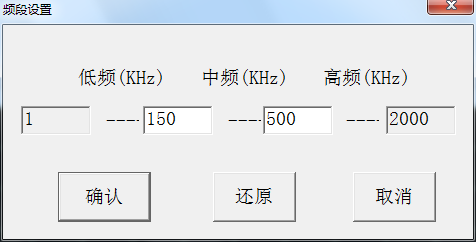 频段设置
低频(KHz) 中频(KHz) 高频(KHz)
1 ---- 150 ---- 500 ---- 2000
确认 还原 取消